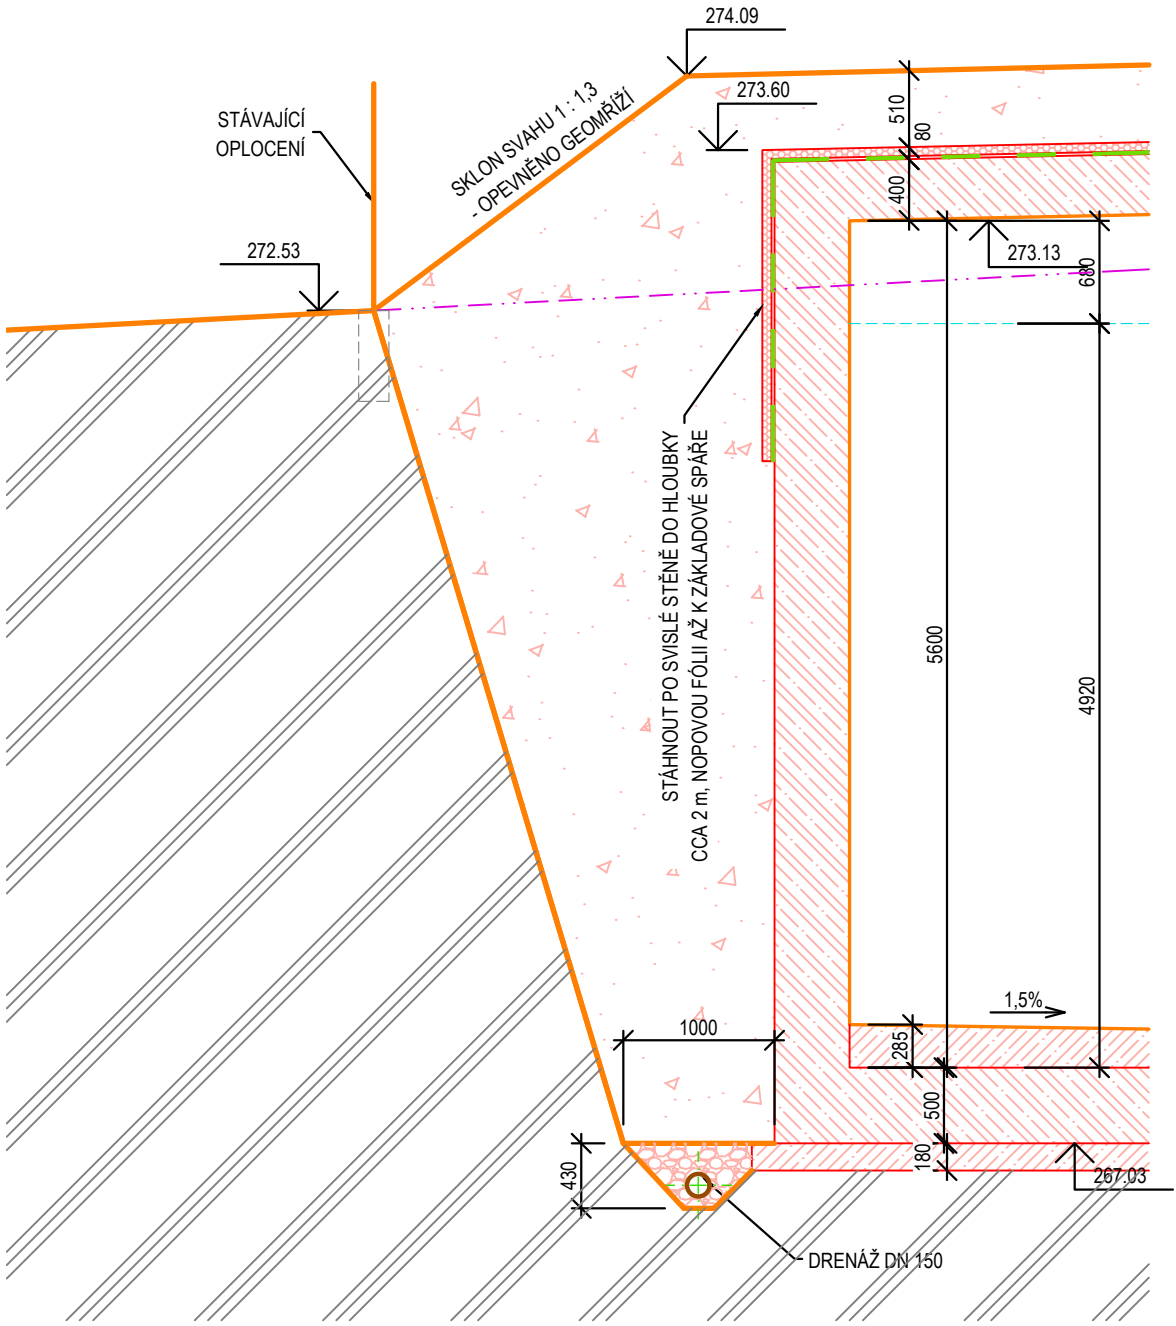 274.09
273.60
STÁVAJÍCÍ
OPLOCENÍ
SKLON SVAHU 1 : 1,3
- OPEVNĚNO GEOMŘÍŽÍ
510
80
400
272.53
273.13
680
STÁHNOUT PO SVISLÉ STĚNĚ DO HLOUBKY
CCA 2 m, NOPOVOU FÓLII AŽ K ZÁKLADOVÉ SPÁŘE
5600
4920
1,5%
1000
285
500
430
180
267.03
DRENÁŽ DN 150